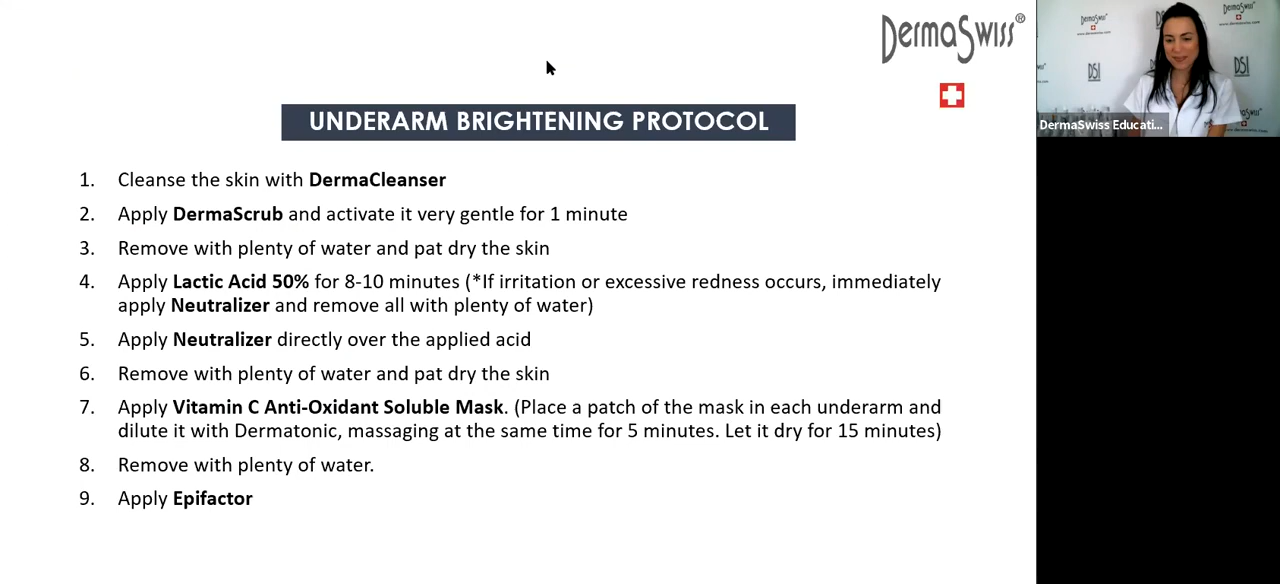 DermaSwiss®
UNDERARM BRIGHTENING PROTOCOL
1. Cleanse the skin with DermaCleanser
2. Apply DermaScrub and activate it very gentle for 1 minute
3. Remove with plenty of water and pat dry the skin
4. Apply Lactic Acid 50% for 8-10 minutes (*If irritation or excessive redness occurs, immediately
apply Neutralizer and remove all with plenty of water)
5. Apply Neutralizer directly over the applied acid
6. Remove with plenty of water and pat dry the skin
7. Apply Vitamin C Anti-Oxidant Soluble Mask. (Place a patch of the mask in each underarm and
dilute it with Dermatonic, massaging at the same time for 5 minutes. Let it dry for 15 minutes)
8. Remove with plenty of water.
9. Apply Epifactor
DermaSwiss
DermaSwiss
DSI
DSI
DermaSwiss Educati...